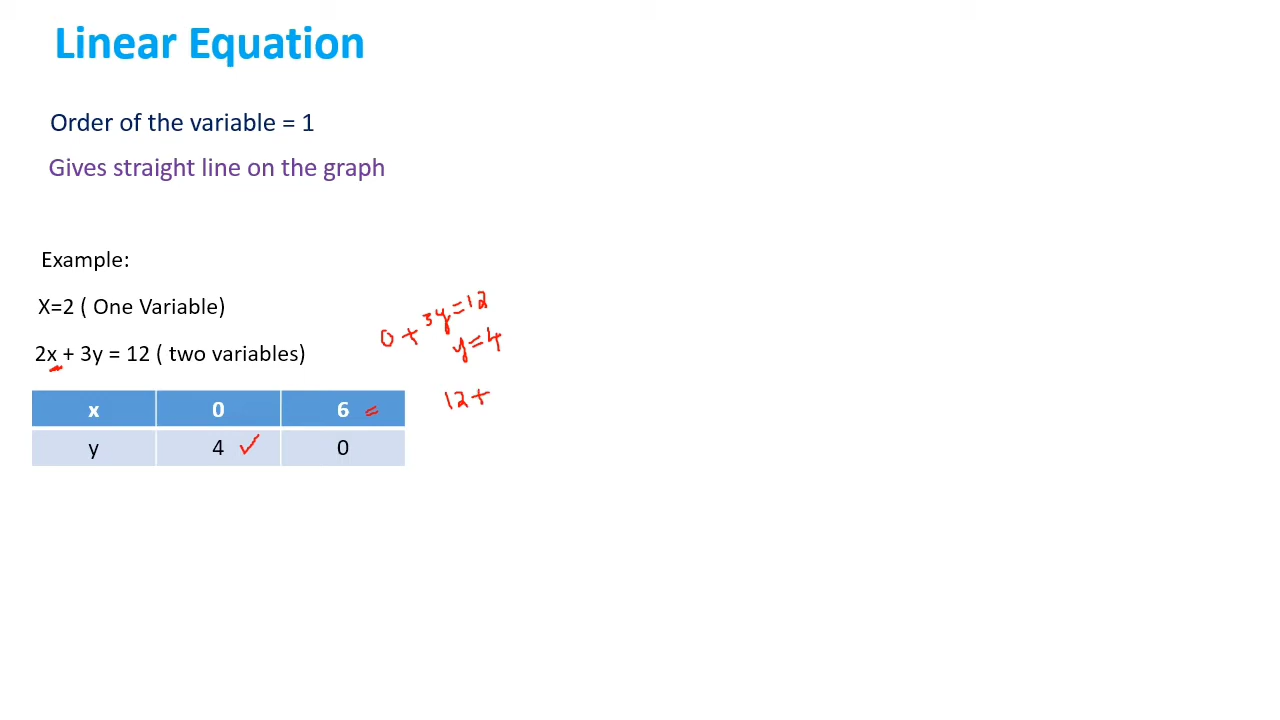 Linear Equation
Order of the variable = 1
Gives straight line on the graph
Example:
X=2 ( One Variable)
0 + 3y = 12
y = 4
2x + 3y = 12 ( two variables)
12 +
x 0 6 =
y 4 ✓ 0